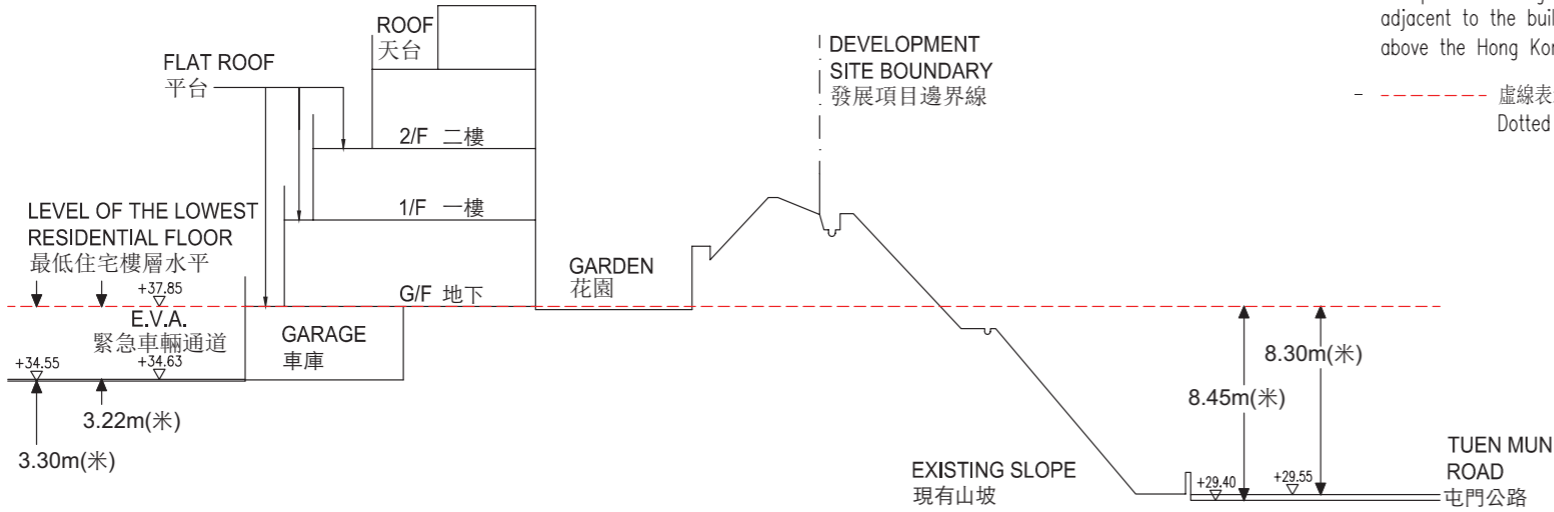 adjacent to the buil
above the Hong Kor
- 虛線表
Dotted
ROOF
天台
FLAT ROOF
平台
DEVELOPMENT
SITE BOUNDARY
發展項目邊界線
2/F 二樓
1/F 一樓
G/F 地下
LEVEL OF THE LOWEST
RESIDENTIAL FLOOR
最低住宅樓層水平
+37.85
E.V.A.
緊急車輛通道
+34.55
+34.63
3.22m(米)
3.30m(米)
GARAGE
車庫
GARDEN
花園
8.30m(米)
8.45m(米)
EXISTING SLOPE
現有山坡
+29.40
+29.55
TUEN MUN
ROAD
屯門公路